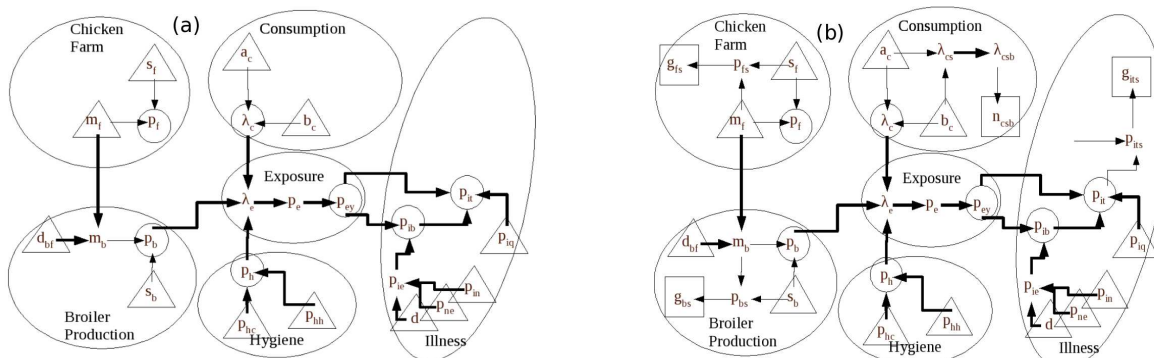 (a)
Chicken
Farm
s_f
m_f
p_f
Consumption
a_c
λ_c
b_c
Exposure
λ_e
p_e
p_ey
p_it
p_ib
p_iq
d_bf
m_b
p_b
s_b
Broiler
Production
p_h
p_hc
p_hh
Hygiene
p_ie
p_in
p_ne
d
Illness
(b)
Chicken
Farm
g_fs
p_fs
s_f
m_f
p_f
Consumption
a_c
λ_cs
λ_csb
λ_c
b_c
n_csb
g_its
p_its
Exposure
λ_e
p_e
p_ey
p_it
p_ib
p_iq
d_bf
m_b
p_b
g_bs
p_bs
s_b
Broiler
Production
p_h
p_hc
p_hh
Hygiene
p_ie
p_in
p_ne
d
Illness